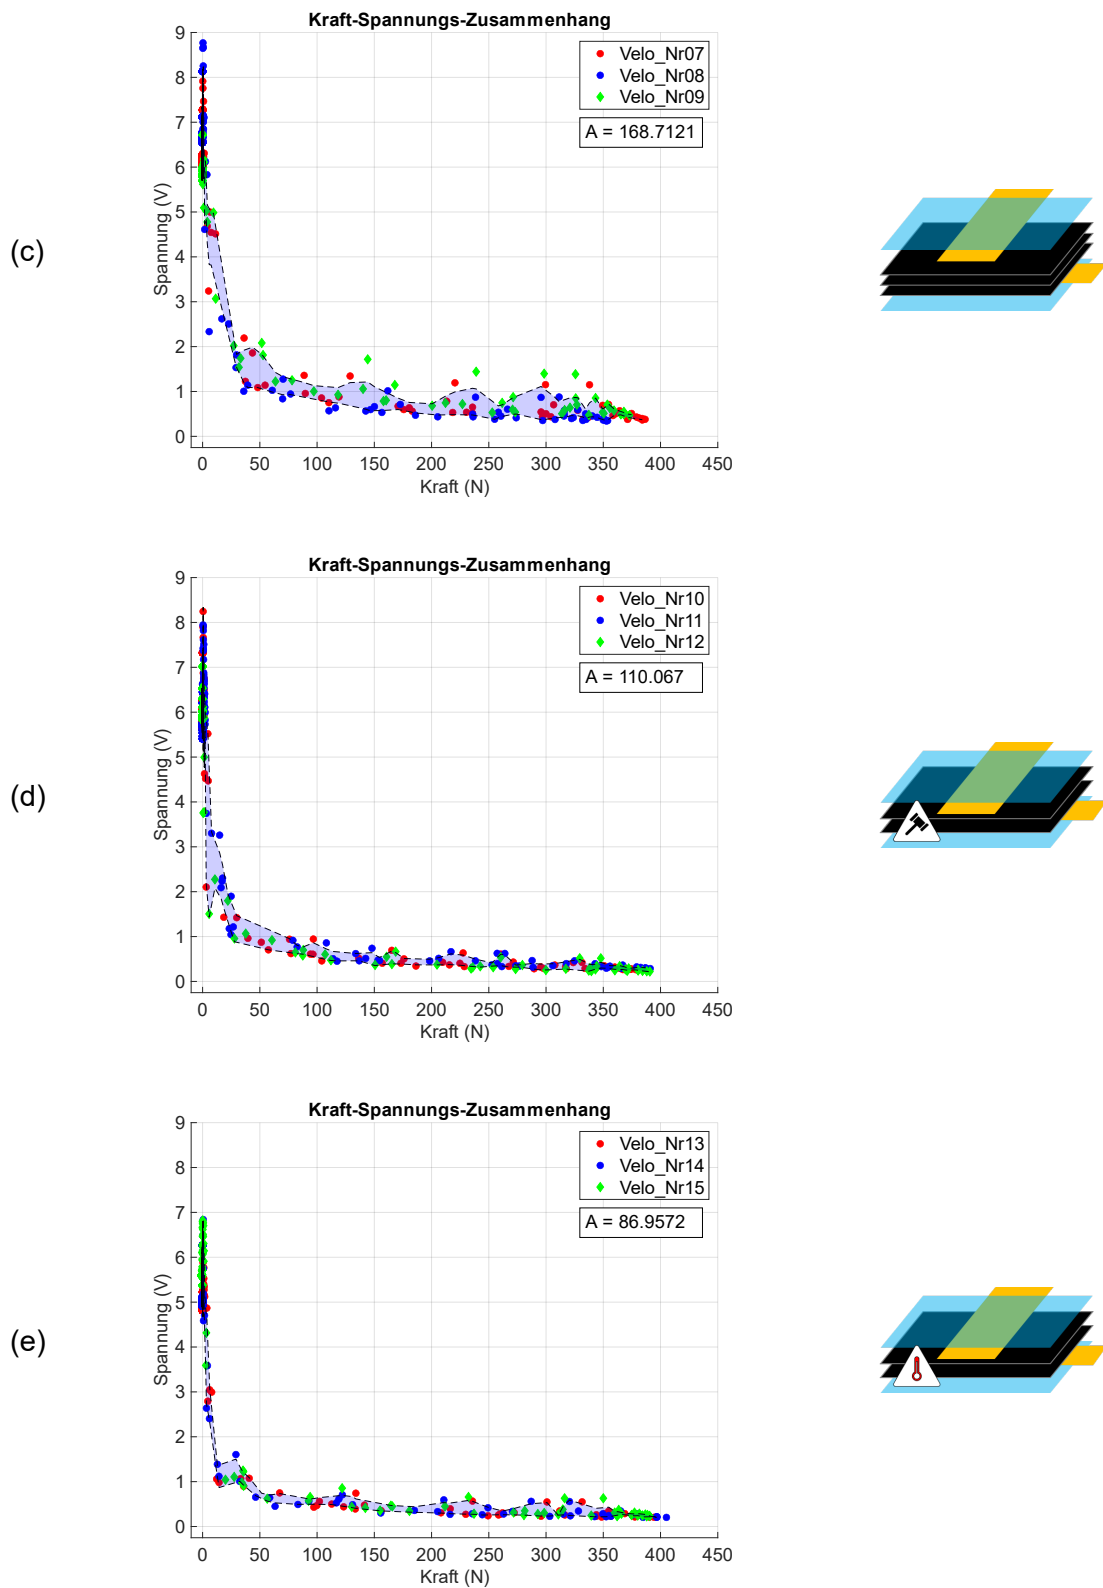 Kraft-Spannungs-Zusammenhang
9
8
7
6
5
4
3
2
1
0
Spannung (V)
Velo_Nr07
Velo_Nr08
Velo_Nr09
A = 168.7121
(c)
0 50 100 150 200 250 300 350 400 450
Kraft (N)
Kraft-Spannungs-Zusammenhang
9
8
7
6
5
4
3
2
1
0
Spannung (V)
Velo_Nr10
Velo_Nr11
Velo_Nr12
A = 110.067
(d)
0 50 100 150 200 250 300 350 400 450
Kraft (N)
Kraft-Spannungs-Zusammenhang
9
8
7
6
5
4
3
2
1
0
Spannung (V)
Velo_Nr13
Velo_Nr14
Velo_Nr15
A = 86.9572
(e)
0 50 100 150 200 250 300 350 400 450
Kraft (N)